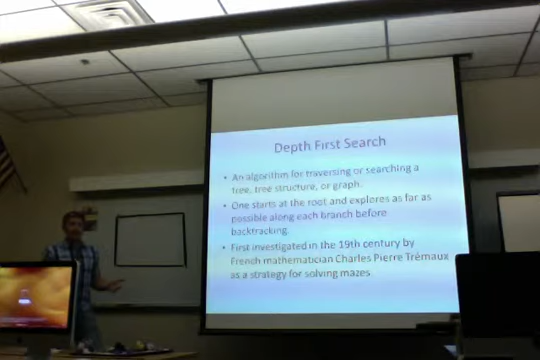 Depth First Search
• An algorithm for traversing or searching a
tree, tree structure, or graph.
• One starts at the root and explores as far as
possible along each branch before
backtracking.
• First investigated in the 19th century by
French mathematician Charles Pierre Trémaux
as a strategy for solving mazes